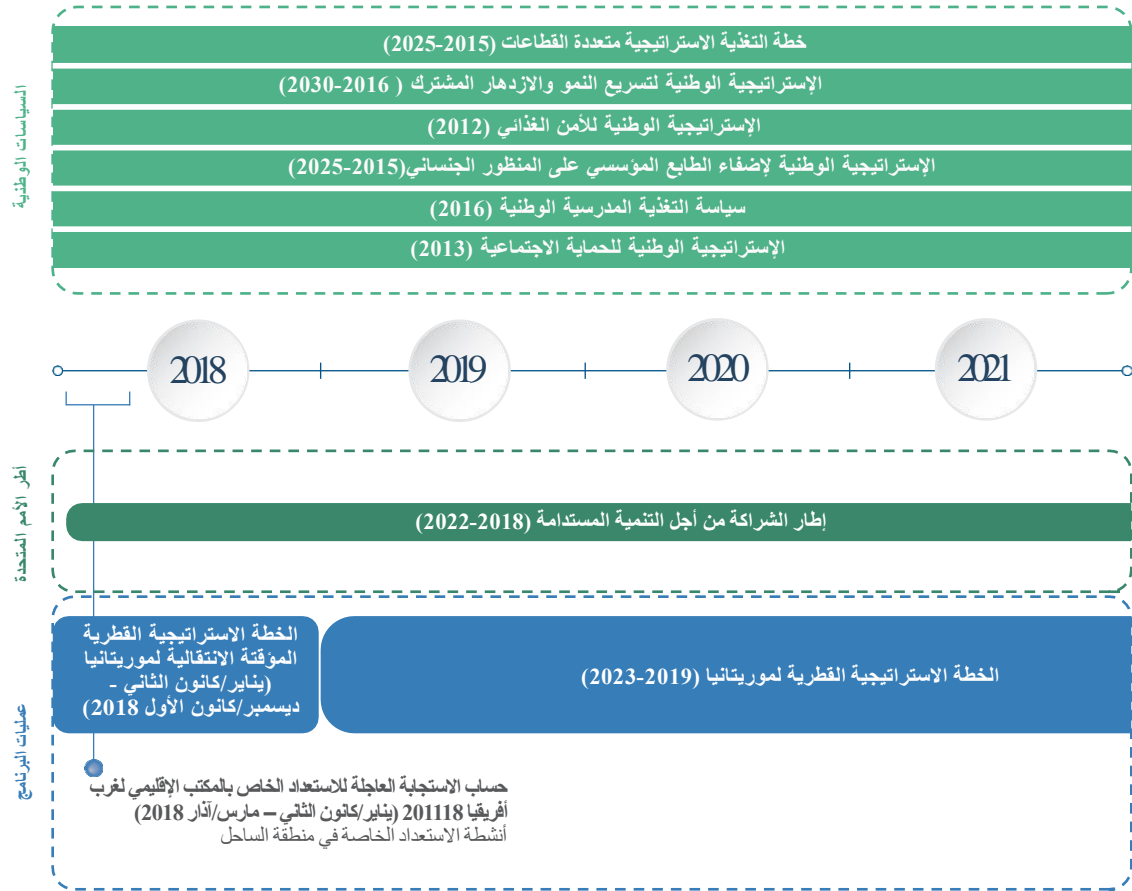 السياسات الوطنية
خطة التغذية الاستراتيجية متعددة القطاعات (2015-2025)
الإستراتيجية الوطنية لتسريع النمو والازدهار المشترك ( 2016-2030)
الإستراتيجية الوطنية للأمن الغذائي (2012)
الإستراتيجية الوطنية لإضفاء الطابع المؤسسي على المنظور الجنساني(2015-2025)
سياسة التغذية المدرسية الوطنية (2016)
الإستراتيجية الوطنية للحماية الاجتماعية (2013)
2018
2019
2020
2021
أطر الأمم المتحدة
إطار الشراكة من أجل التنمية المستدامة (2018-2022)
عمليات البرنامج
الخطة الاستراتيجية القطرية
المؤقتة الانتقالية لموريتانيا
(يناير/كانون الثاني -
ديسمبر/كانون الأول 2018)
الخطة الاستراتيجية القطرية لموريتانيا (2019-2023)
حساب الاستجابة العاجلة للاستعداد الخاص بالمكتب الإقليمي لغرب
أفريقيا 201118 (يناير/كانون الثاني – مارس/آذار 2018)
أنشطة الاستعداد الخاصة في منطقة الساحل